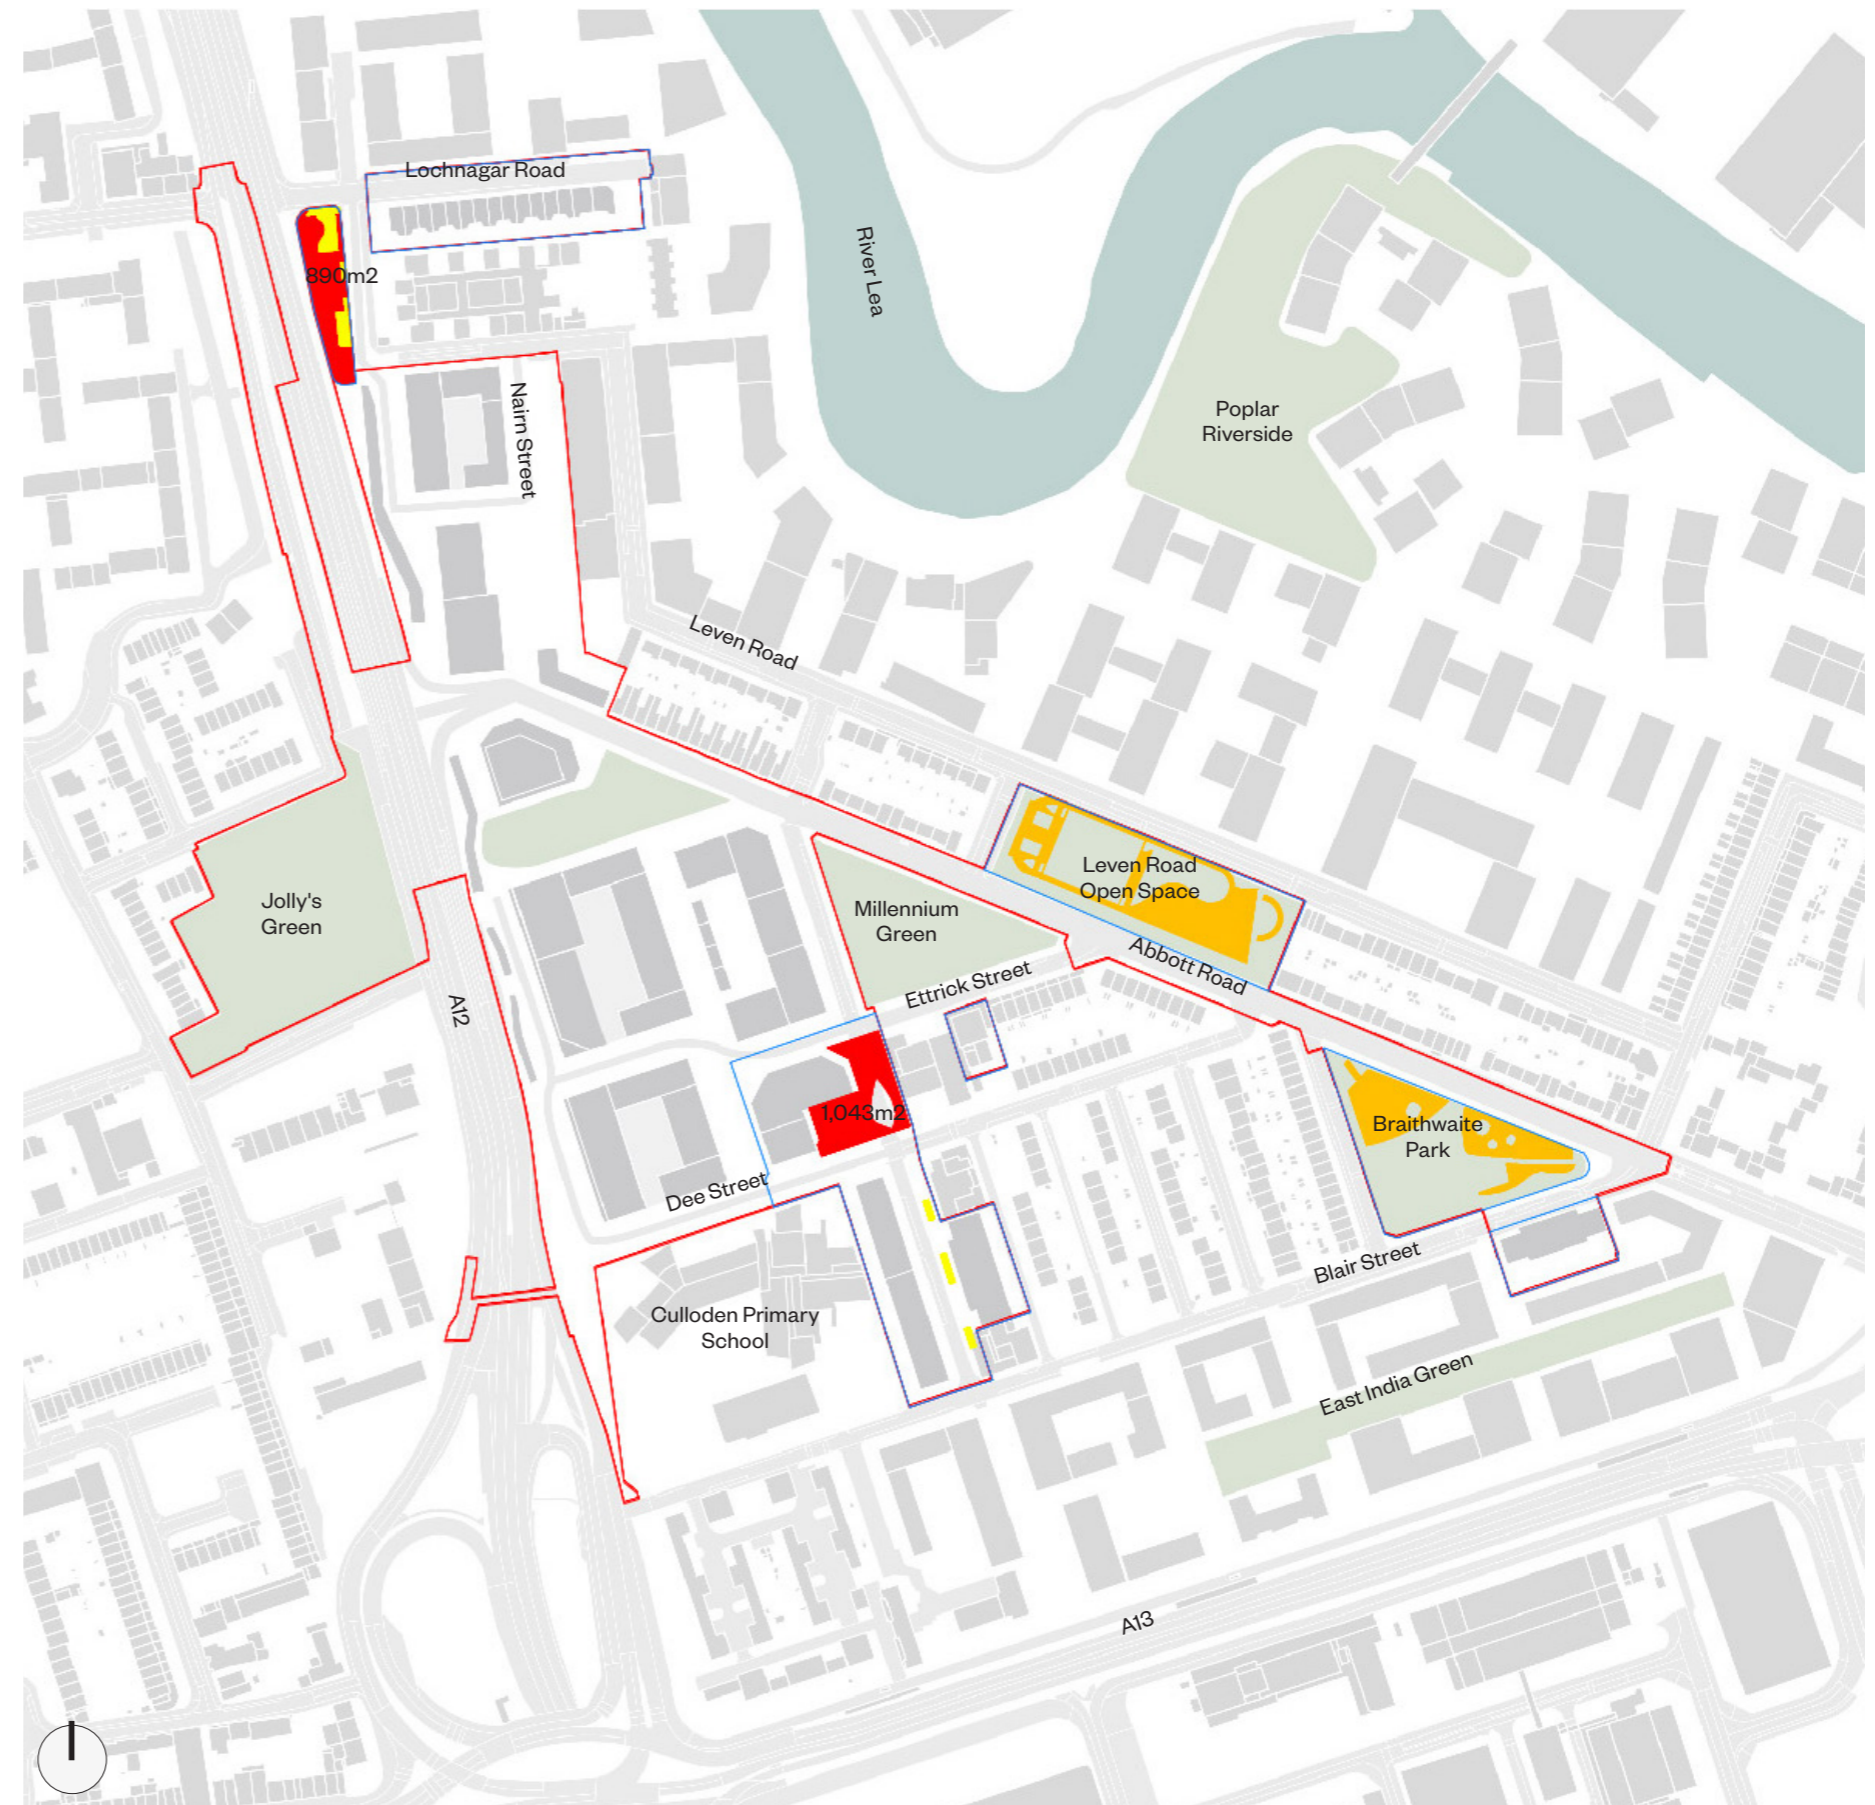 Lochnagar Road
890m2
River Lea
Nairn Street
Poplar
Riverside
Leven Road
Leven Road
Open Space
Jolly's
Green
Millennium
Green
Abbott Road
Ettrick Street
A12
1,043m2
Braithwaite
Park
Dee Street
Blair Street
Culloden Primary
School
East India Green
A13